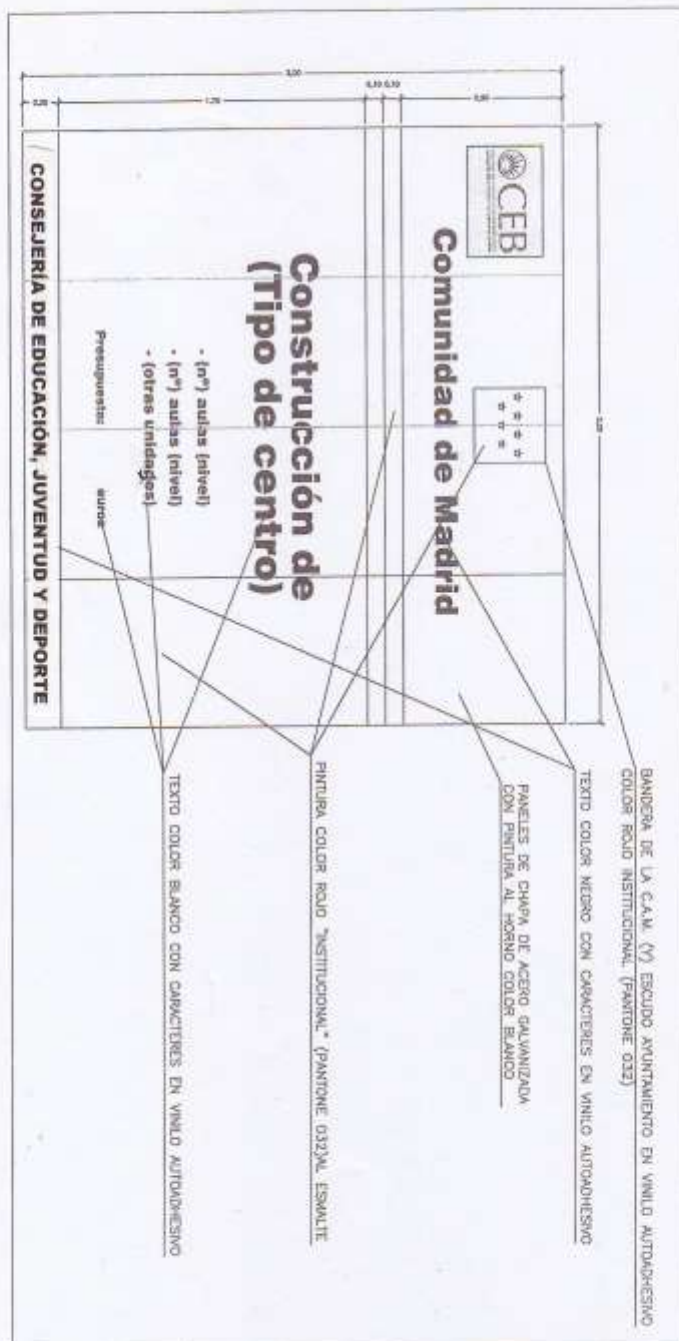 CEB
Comunidad de Madrid
Construcción de
(Tipo de centro)
- (nº) aulas (nivel)
- (nº) aulas (nivel)
- (otras unidades)
Presupuesto: euros
CONSEJERÍA DE EDUCACIÓN, JUVENTUD Y DEPORTE
BANDERA DE LA C.A.M. (Y) ESCUDO AYUNTAMIENTO EN VINILO AUTOADHESIVO
COLOR ROJO INSTITUCIONAL (PANTONE 032)
TEXTO COLOR NEGRO CON CARACTERES EN VINILO AUTOADHESIVO
PANELES DE CHAPA DE ACERO GALVANIZADA
CON PINTURA AL HORNO COLOR BLANCO
PINTURA COLOR ROJO "INSTITUCIONAL" (PANTONE 032)AL ESMALTE
TEXTO COLOR BLANCO CON CARACTERES EN VINILO AUTOADHESIVO